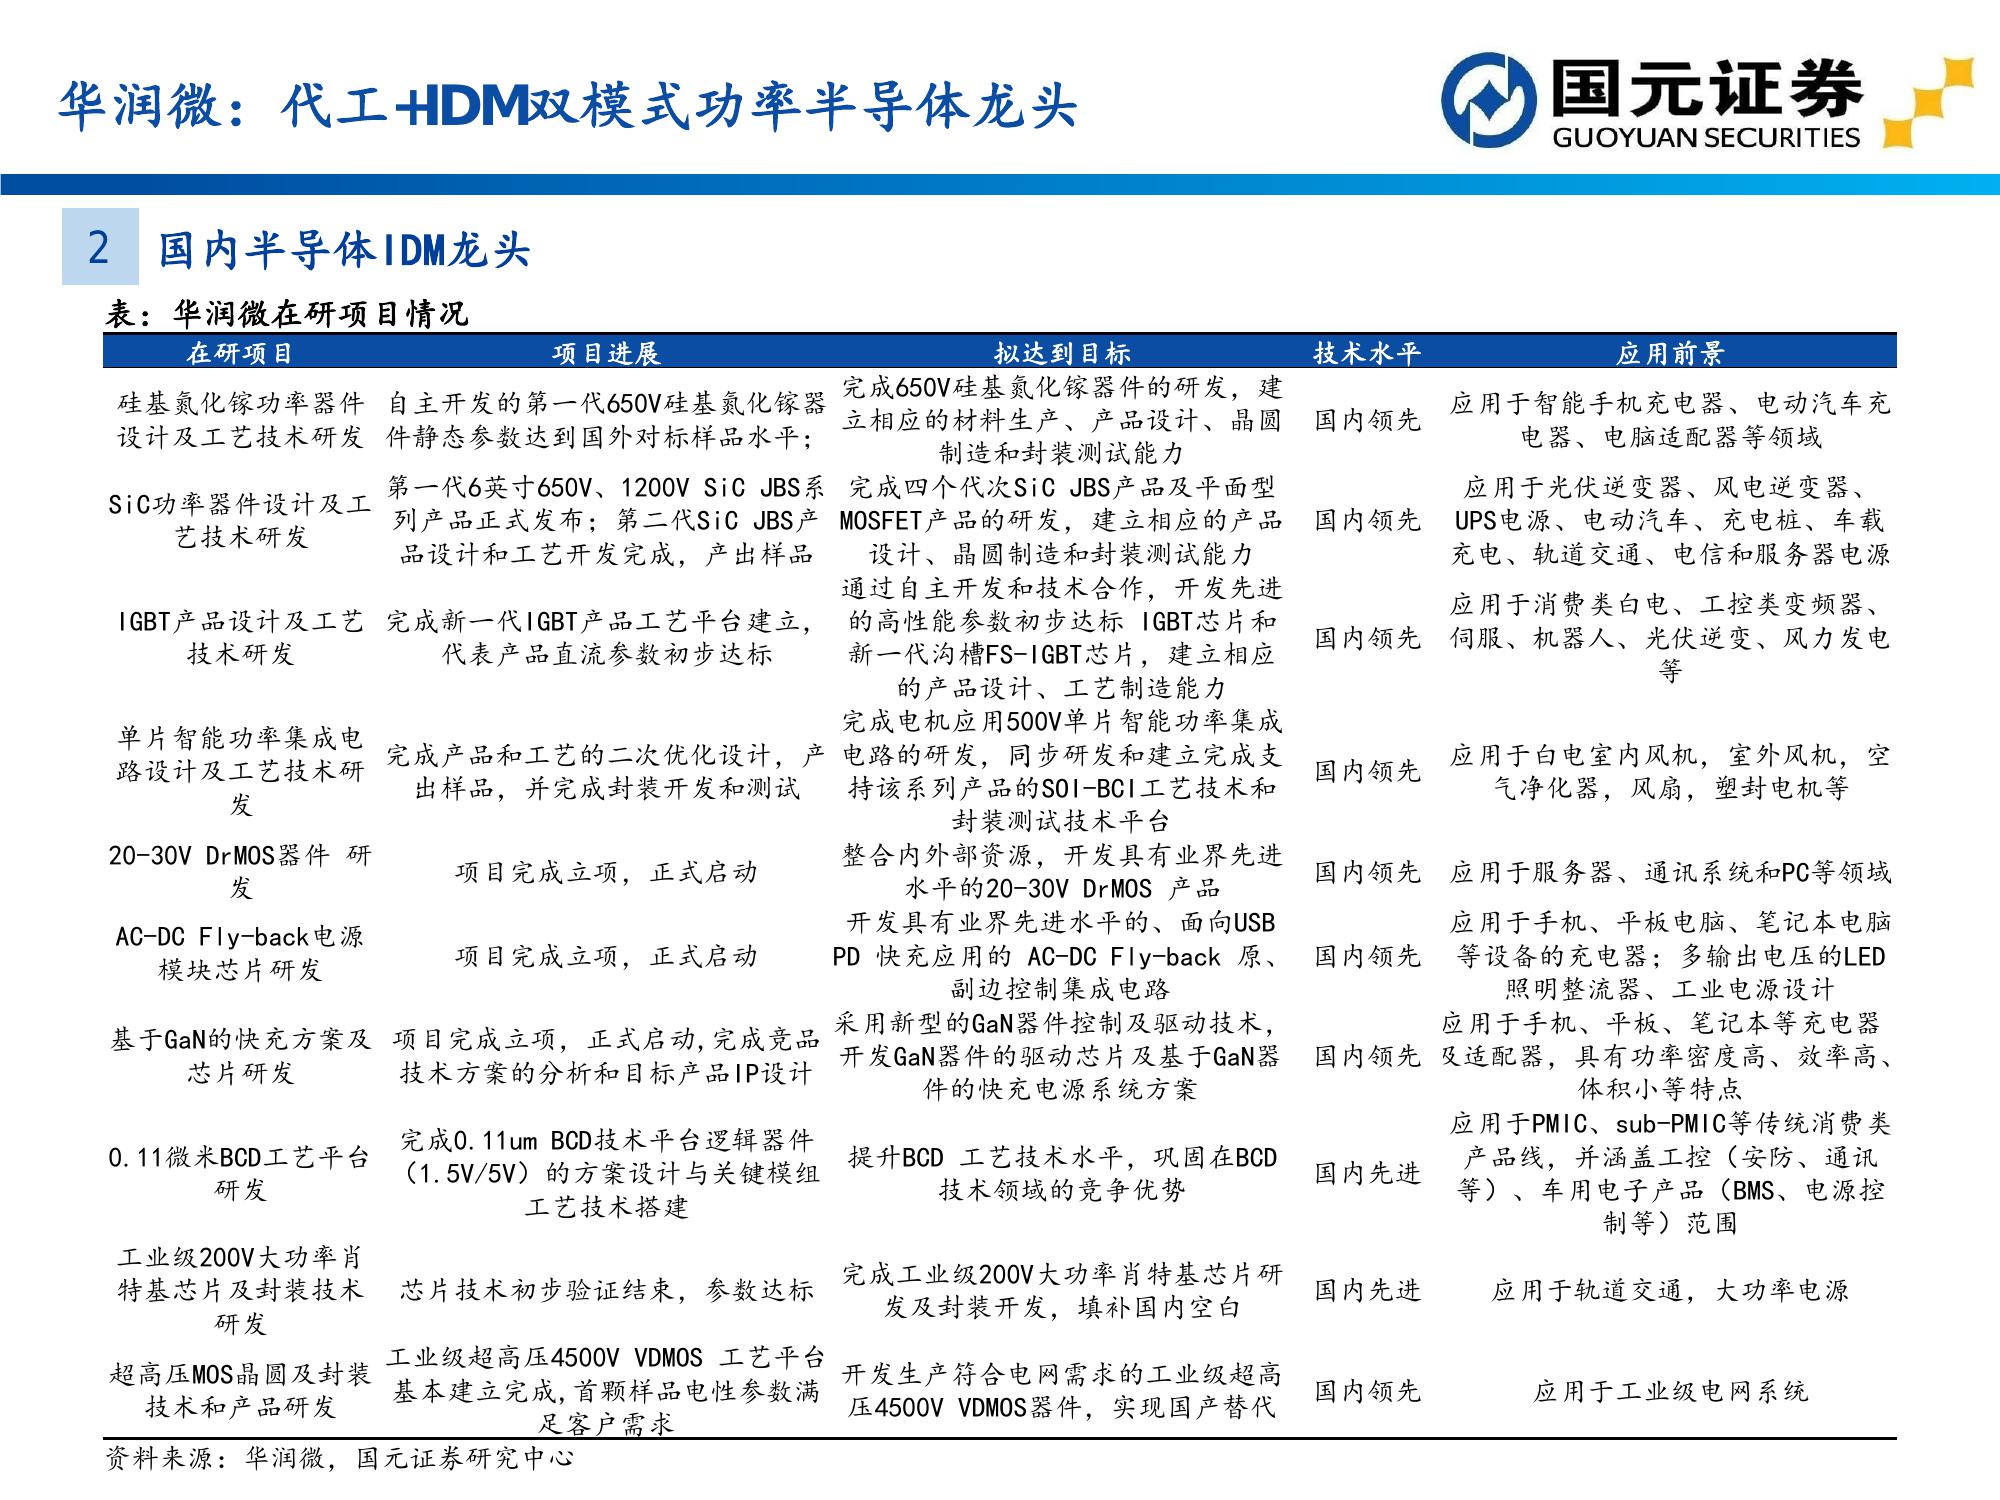 华润微：代工+IDM双模式功率半导体龙头
国元证券
GUOYUAN SECURITIES
2
国内半导体IDM龙头
表：华润微在研项目情况
在研项目 项目进展 拟达到目标 技术水平 应用前景
硅基氮化镓功率器件
设计及工艺技术研发
自主开发的第一代650V硅基氮化镓器
件静态参数达到国外对标样品水平；
完成650V硅基氮化镓器件的研发，建
立相应的材料生产、产品设计、晶圆
制造和封装测试能力
国内领先
应用于智能手机充电器、电动汽车充
电器、电脑适配器等领域
SiC功率器件设计及工
艺技术研发
第一代6英寸650V、1200V SiC JBS系
列产品正式发布；第二代SiC JBS产
品设计和工艺开发完成，产出样品
完成四个代次SiC JBS产品及平面型
MOSFET产品的研发，建立相应的产品
设计、晶圆制造和封装测试能力
国内领先
应用于光伏逆变器、风电逆变器、
UPS电源、电动汽车、充电桩、车载
充电、轨道交通、电信和服务器电源
IGBT产品设计及工艺
技术研发
完成新一代IGBT产品工艺平台建立，
代表产品直流参数初步达标
通过自主开发和技术合作，开发先进
的高性能参数初步达标 IGBT芯片和
新一代沟槽FS-IGBT芯片，建立相应
的产品设计、工艺制造能力
国内领先
应用于消费类白电、工控类变频器、
伺服、机器人、光伏逆变、风力发电
等
单片智能功率集成电
路设计及工艺技术研
发
完成产品和工艺的二次优化设计，产
出样品，并完成封装开发和测试
完成电机应用500V单片智能功率集成
电路的研发，同步研发和建立完成支
持该系列产品的SOI-BCI工艺技术和
封装测试技术平台
国内领先
应用于白电室内风机，室外风机，空
气净化器，风扇，塑封电机等
20-30V DrMOS器件 研
发
项目完成立项，正式启动
整合内外部资源，开发具有业界先进
水平的20-30V DrMOS 产品
国内领先
应用于服务器、通讯系统和PC等领域
AC-DC Fly-back电源
模块芯片研发
项目完成立项，正式启动
开发具有业界先进水平的、面向USB
PD 快充应用的 AC-DC Fly-back 原、
副边控制集成电路
国内领先
应用于手机、平板电脑、笔记本电脑
等设备的充电器；多输出电压的LED
照明整流器、工业电源设计
基于GaN的快充方案及
芯片研发
项目完成立项，正式启动,完成竞品
技术方案的分析和目标产品IP设计
采用新型的GaN器件控制及驱动技术，
开发GaN器件的驱动芯片及基于GaN器
件的快充电源系统方案
国内领先
应用于手机、平板、笔记本等充电器
及适配器，具有功率密度高、效率高、
体积小等特点
0.11微米BCD工艺平台
研发
完成0.11um BCD技术平台逻辑器件
（1.5V/5V）的方案设计与关键模组
工艺技术搭建
提升BCD 工艺技术水平，巩固在BCD
技术领域的竞争优势
国内先进
应用于PMIC、sub-PMIC等传统消费类
产品线，并涵盖工控（安防、通讯
等）、车用电子产品（BMS、电源控
制等）范围
工业级200V大功率肖
特基芯片及封装技术
研发
芯片技术初步验证结束，参数达标
完成工业级200V大功率肖特基芯片研
发及封装开发，填补国内空白
国内先进
应用于轨道交通，大功率电源
超高压MOS晶圆及封装
技术和产品研发
工业级超高压4500V VDMOS 工艺平台
基本建立完成,首颗样品电性参数满
足客户需求
开发生产符合电网需求的工业级超高
压4500V VDMOS器件，实现国产替代
国内领先
应用于工业级电网系统
资料来源：华润微，国元证券研究中心